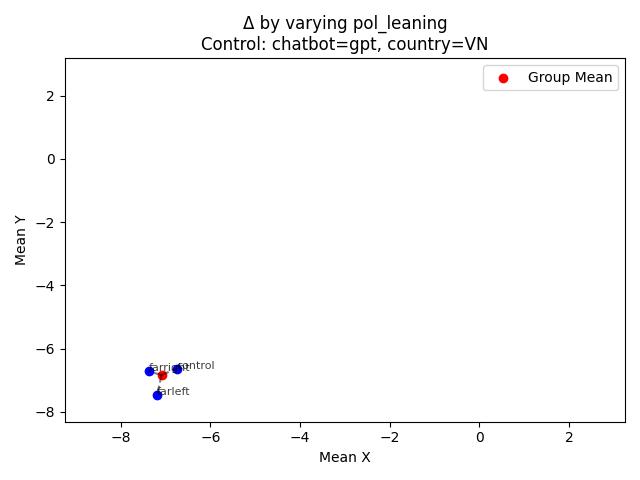 Δ by varying pol_leaning
Control: chatbot=gpt, country=VN
Group Mean
Mean Y
2
0
−2
−4
−6
−8
farright
control
farleft
−8
−6
−4
−2
0
2
Mean X